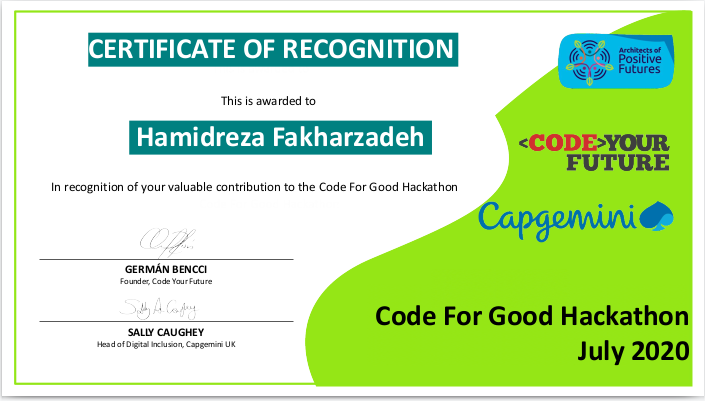 CERTIFICATE OF RECOGNITION
This is awarded to
Hamidreza Fakharzadeh
In recognition of your valuable contribution to the Code For Good Hackathon
GERMÁN BENCCI
Founder, Code Your Future
Sally A. Caughey
SALLY CAUGHEY
Head of Digital Inclusion, Capgemini UK
Architects of
Positive
Futures
<CODE>YOUR
FUTURE
Capgemini
Code For Good Hackathon
July 2020